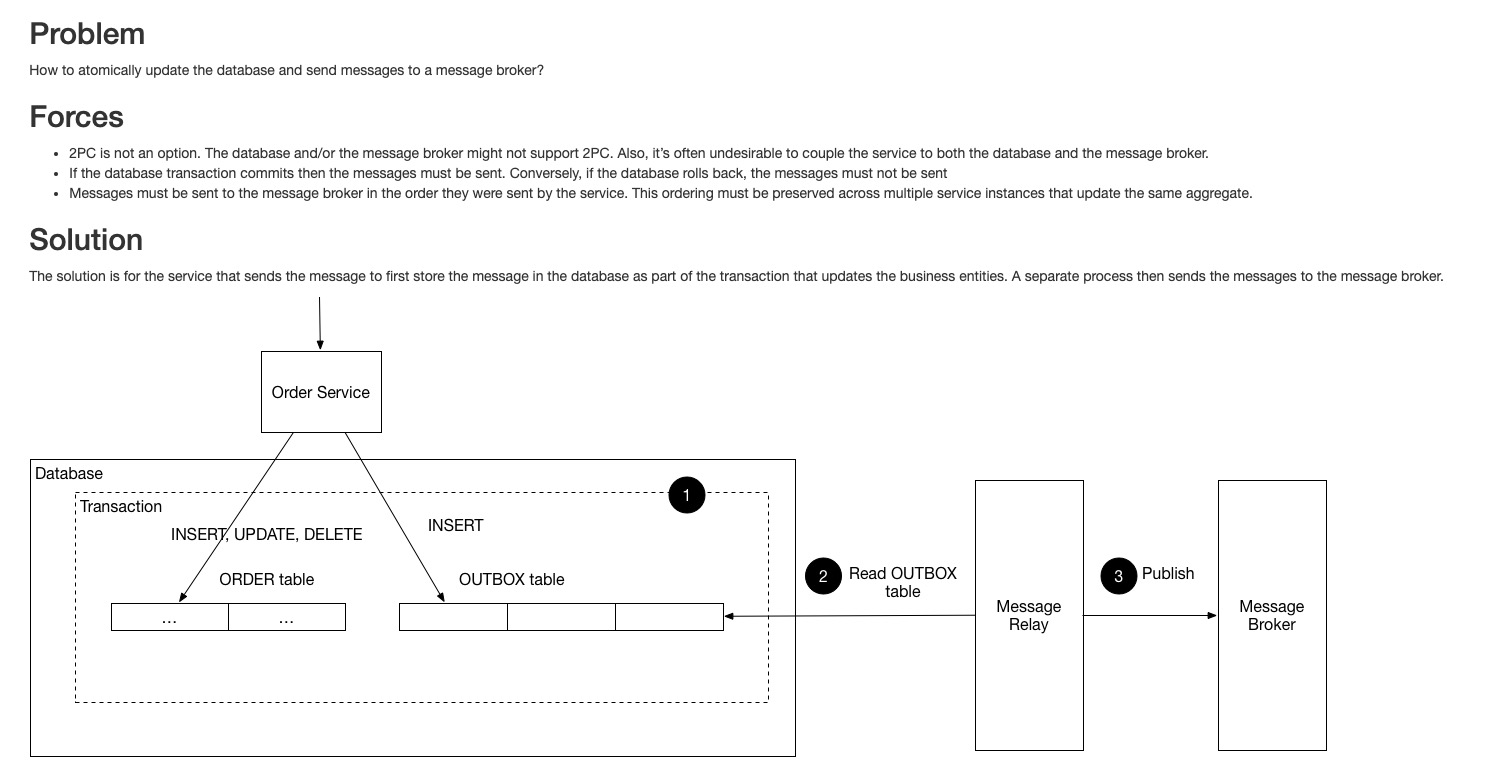 Problem
How to atomically update the database and send messages to a message broker?
Forces
• 2PC is not an option. The database and/or the message broker might not support 2PC. Also, it’s often undesirable to couple the service to both the database and the message broker.
• If the database transaction commits then the messages must be sent. Conversely, if the database rolls back, the messages must not be sent
• Messages must be sent to the message broker in the order they were sent by the service. This ordering must be preserved across multiple service instances that update the same aggregate.
Solution
The solution is for the service that sends the message to first store the message in the database as part of the transaction that updates the business entities. A separate process then sends the messages to the message broker.
Order Service
Database
Transaction
1
INSERT, UPDATE, DELETE
INSERT
ORDER table
OUTBOX table
... ...
2
Read OUTBOX
table
Message
Relay
3
Publish
Message
Broker